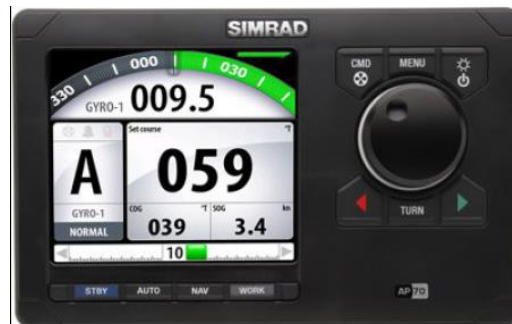 SIMRAD
330 000 030
GYRO-1 009.5
CMD MENU
Set course °T
A 059
GYRO-1
NORMAL
COG °T SOG kn
039 3.4
10
TURN
STBY AUTO NAV WORK
AP70